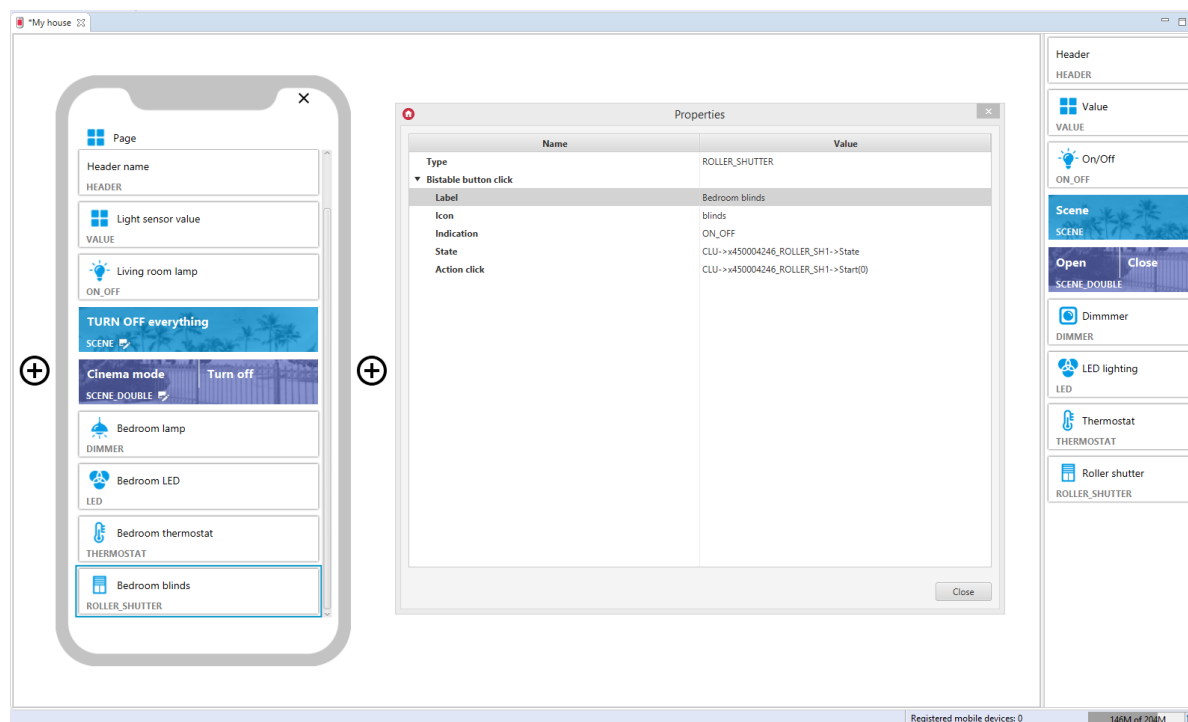 *My house
Page
Header name
HEADER
Light sensor value
VALUE
Living room lamp
ON_OFF
TURN OFF everything
SCENE
Cinema mode Turn off
SCENE_DOUBLE
Bedroom lamp
DIMMER
Bedroom LED
LED
Bedroom thermostat
THERMOSTAT
Bedroom blinds
ROLLER_SHUTTER
Properties
Name Value
Type ROLLER_SHUTTER
Bistable button click
Label Bedroom blinds
Icon blinds
Indication ON_OFF
State CLU->x450004246_ROLLER_SH1->State
Action click CLU->x450004246_ROLLER_SH1->Start(0)
Close
Header
HEADER
Value
VALUE
On/Off
ON_OFF
Scene
SCENE
Open Close
SCENE_DOUBLE
Dimmmer
DIMMER
LED lighting
LED
Thermostat
THERMOSTAT
Roller shutter
ROLLER_SHUTTER
Registered mobile devices: 0 146M of 204M